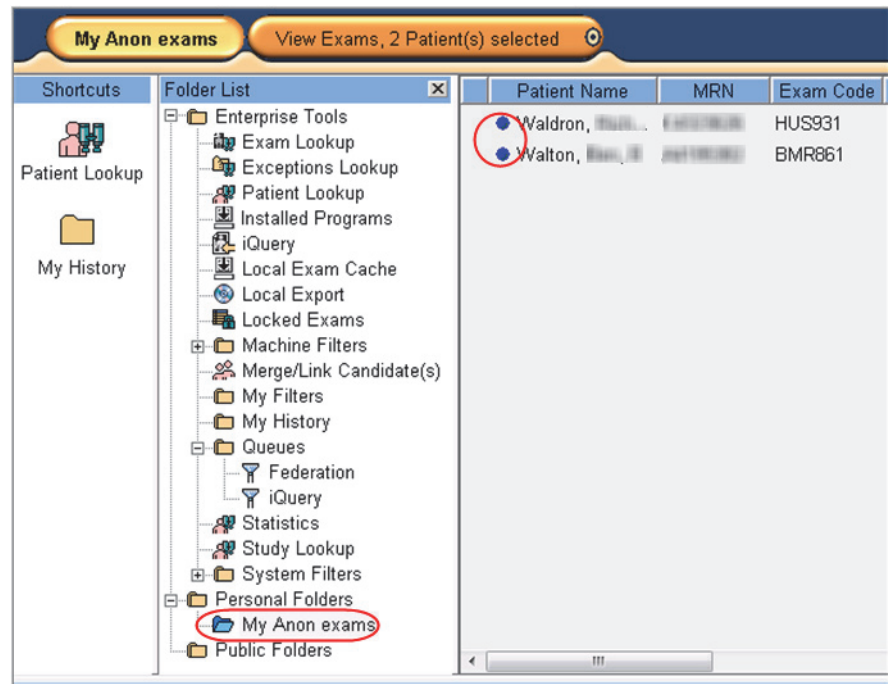 My Anon exams
View Exams, 2 Patient(s) selected
Shortcuts
Patient Lookup
My History
Folder List
Enterprise Tools
Exam Lookup
Exceptions Lookup
Patient Lookup
Installed Programs
iQuery
Local Exam Cache
Local Export
Locked Exams
Machine Filters
Merge/Link Candidate(s)
My Filters
My History
Queues
Federation
iQuery
Statistics
Study Lookup
System Filters
Personal Folders
My Anon exams
Public Folders
Patient Name MRN Exam Code
Waldron, HUS931
Walton, BMR861